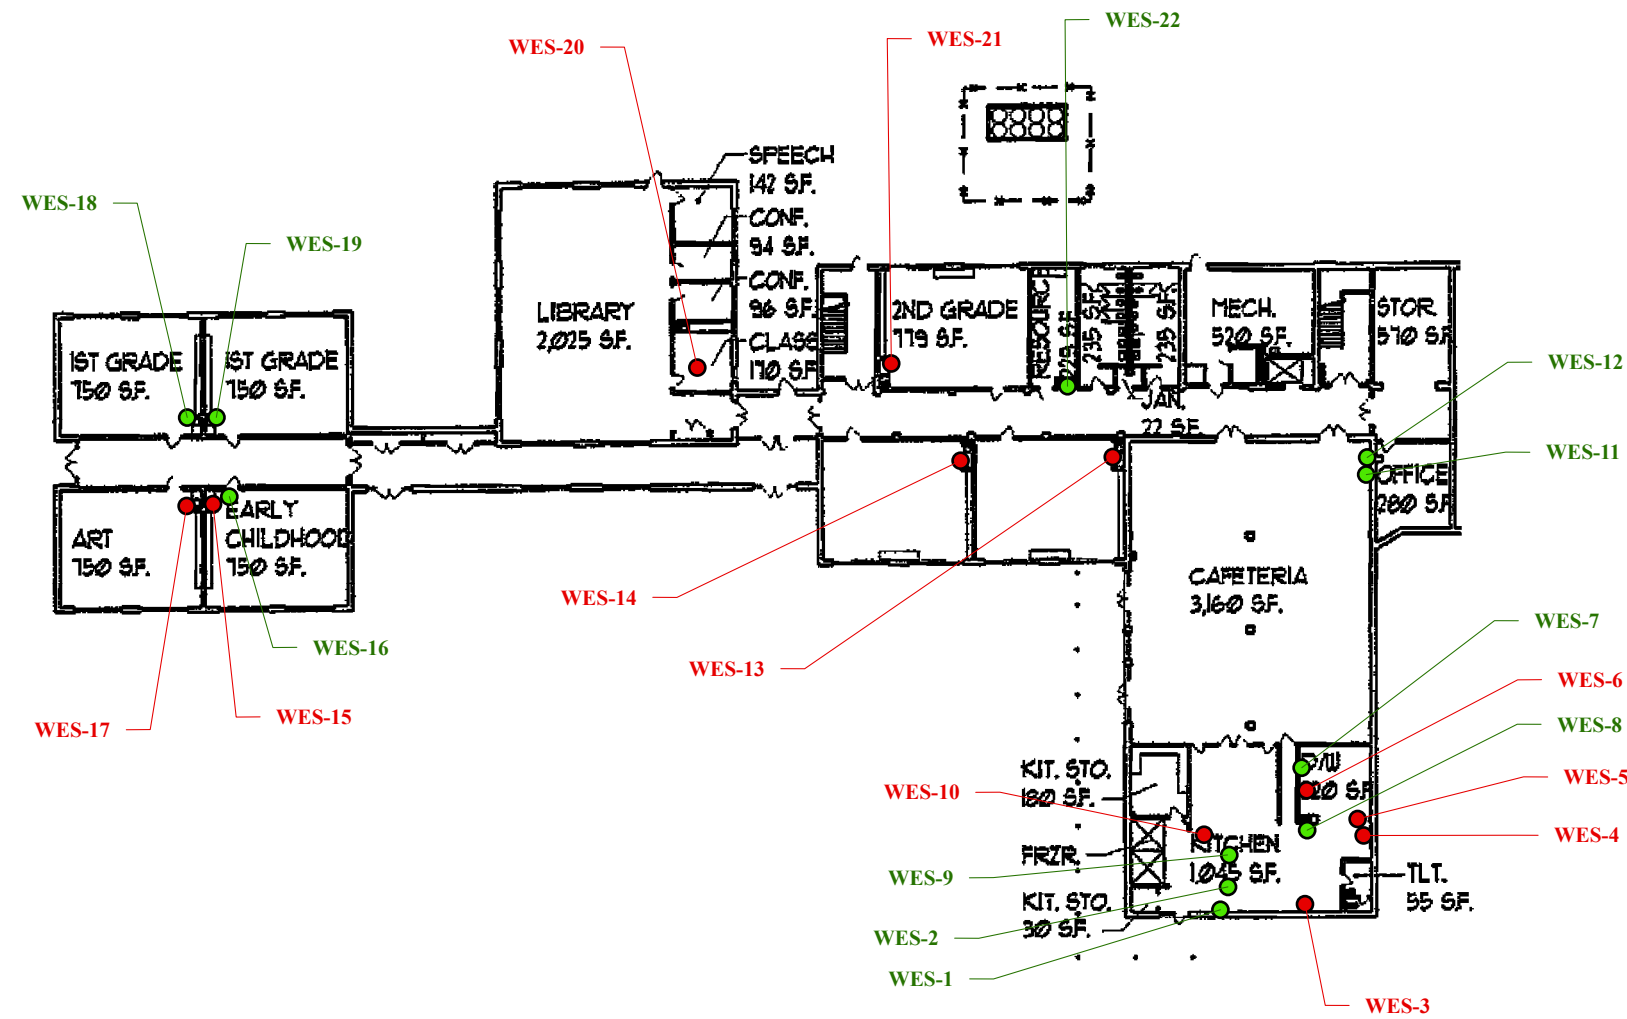 WES-22
WES-21
WES-20
SPEECH
142 S.F.
WES-18
CONF.
94 S.F.
WES-19
CONF.
96 S.F.
LIBRARY
2,025 S.F.
CLASS
170 S.F.
2ND GRADE
779 S.F.
RESOURC
225 S.F.
235 S.F.
235 S.F.
MECH.
520 S.F.
STOR.
570 S.F.
1ST GRADE
750 S.F.
1ST GRADE
750 S.F.
WES-12
JAN.
22 S.F.
WES-11
OFFICE
280 S.F.
ART
750 S.F.
EARLY
CHILDHOOD
750 S.F.
CAFETERIA
3,160 S.F.
WES-14
WES-7
WES-16
WES-13
WES-6
WES-15
WES-8
WES-17
KIT. STO.
180 S.F.
D/W
WES-5
WES-10
WES-4
KITCHEN
1,045 S.F.
FRZR.
WES-9
TLT.
55 S.F.
KIT. STO.
30 S.F.
WES-2
WES-1
WES-3